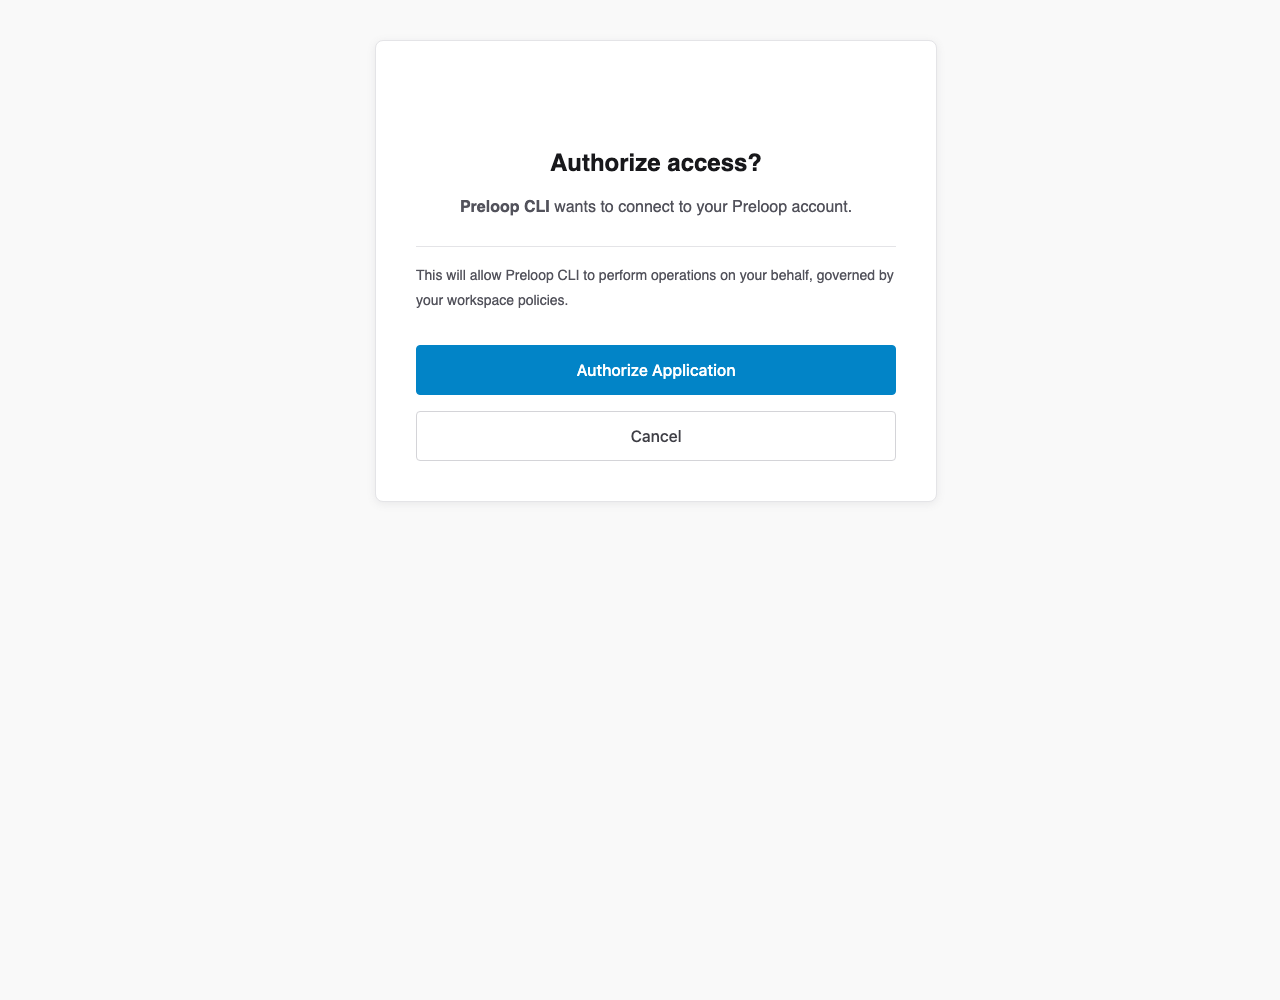 Authorize access?
Preloop CLI wants to connect to your Preloop account.
This will allow Preloop CLI to perform operations on your behalf, governed by
your workspace policies.
Authorize Application
Cancel